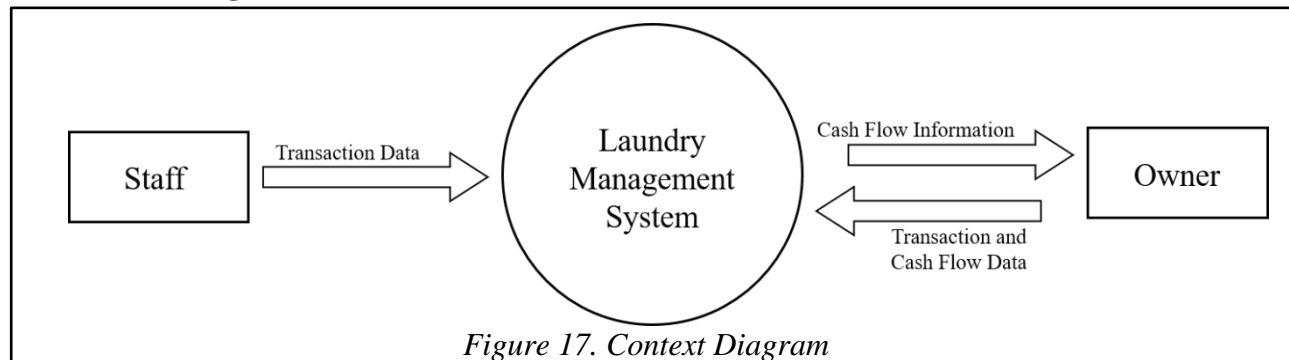 Staff
Transaction Data
Laundry
Management
System
Cash Flow Information
Transaction and
Cash Flow Data
Owner
Figure 17. Context Diagram